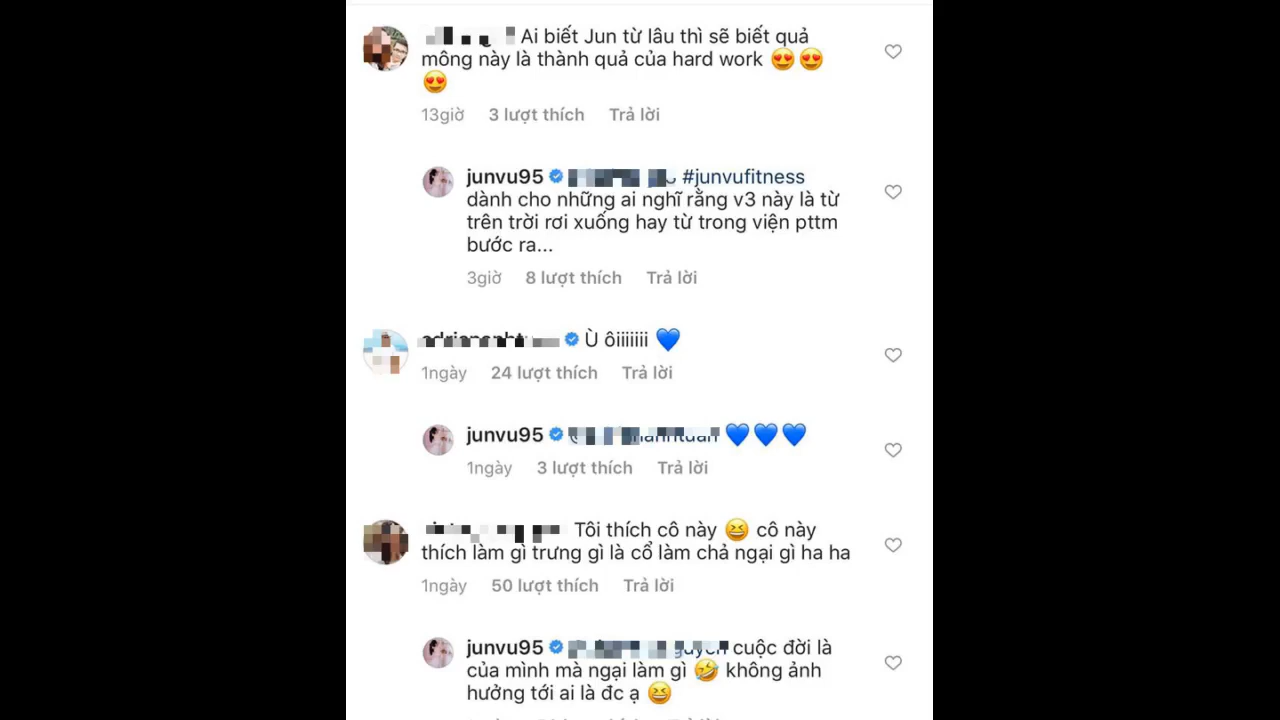 Ai biết Jun từ lâu thì sẽ biết quả
mông này là thành quả của hard work 😍😍
😍
13giờ 3 lượt thích Trả lời
junvu95 #junvufitness
dành cho những ai nghĩ rằng v3 này là từ
trên trời rơi xuống hay từ trong viện pttm
bước ra...
3giờ 8 lượt thích Trả lời
Ù ôiiiiiii 💙
1ngày 24 lượt thích Trả lời
junvu95 💙💙💙
1ngày 3 lượt thích Trả lời
Tôi thích cô này 😆 cô này
thích làm gì trưng gì là cổ làm chả ngại gì ha ha
1ngày 50 lượt thích Trả lời
junvu95 cuộc đời là
của mình mà ngại làm gì 🤣 không ảnh
hưởng tới ai là đc ạ 😆